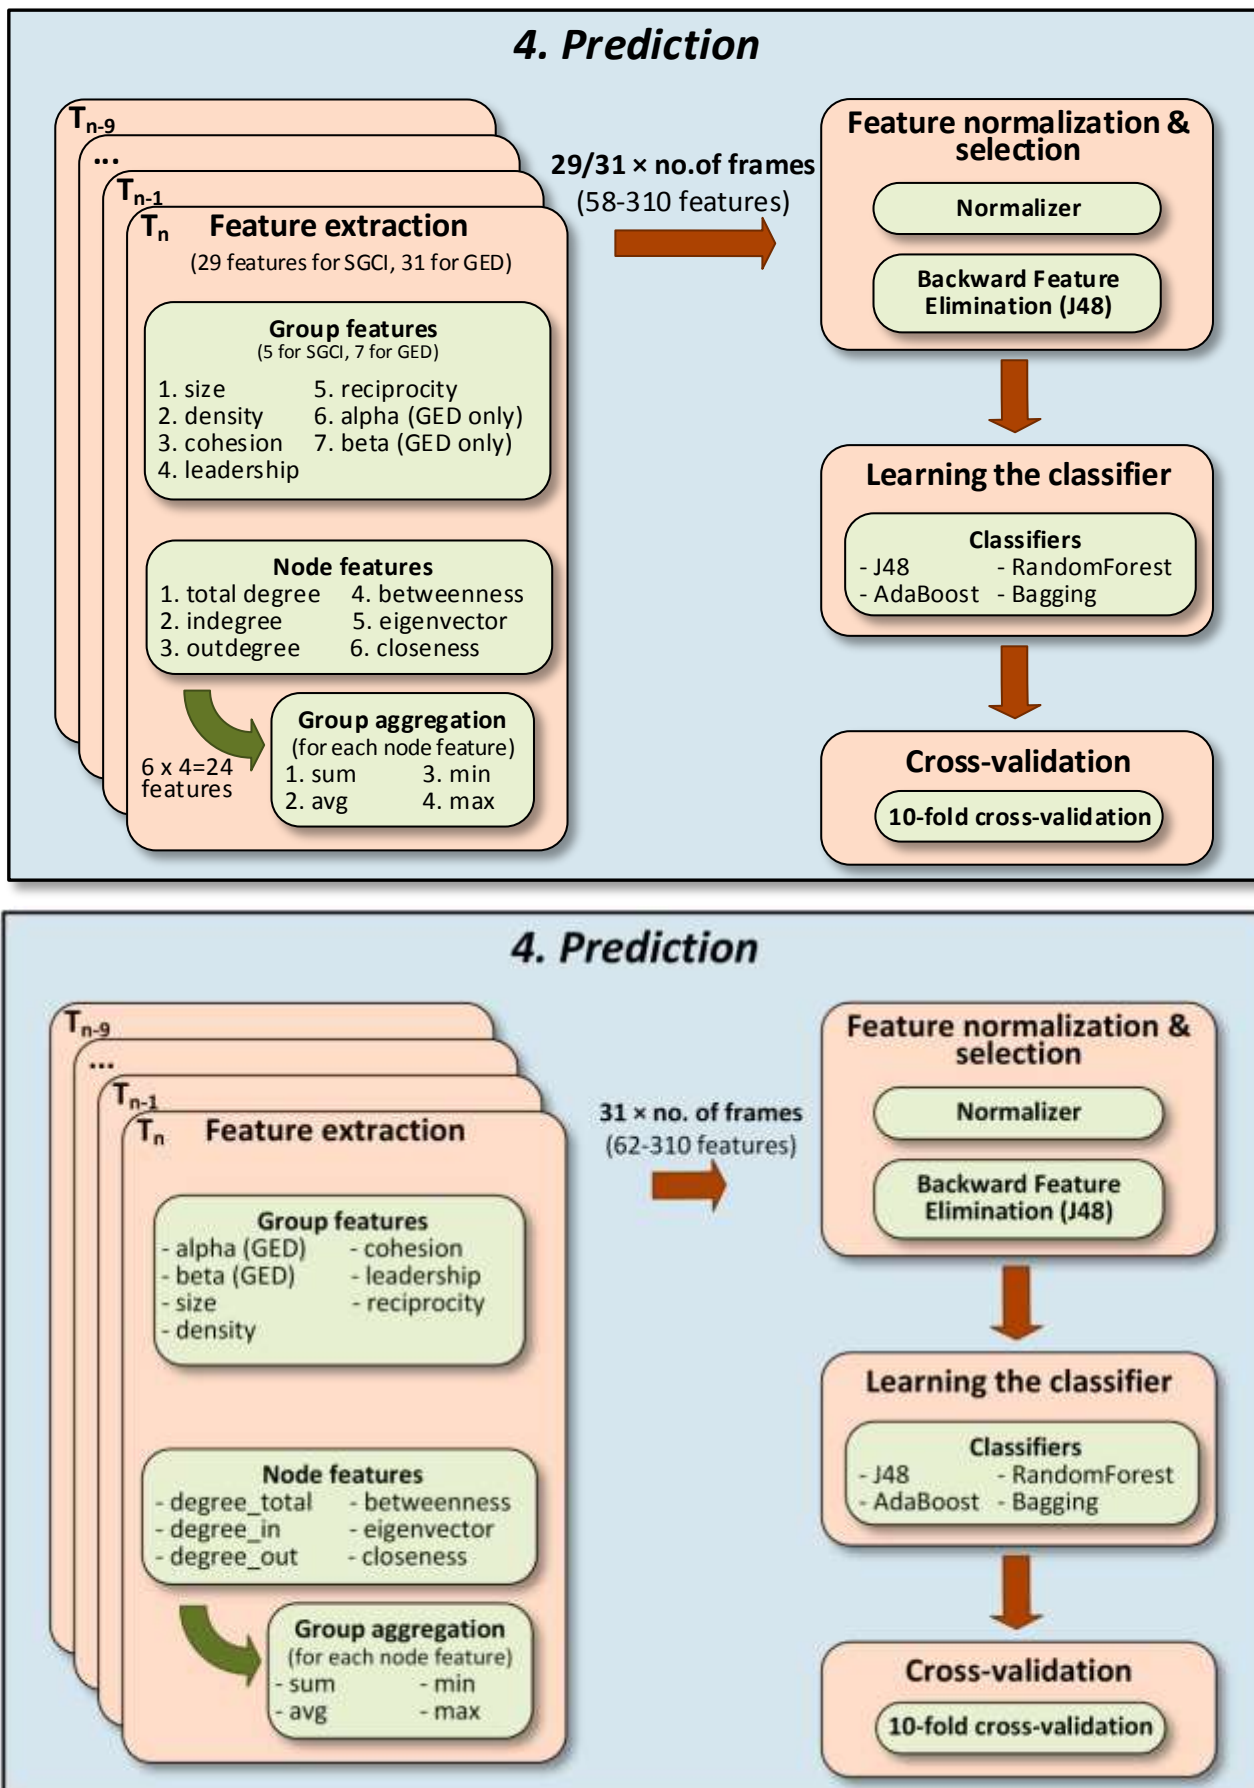 4. Prediction
Tn-9
...
Tn-1
Tn Feature extraction
(29 features for SGCI, 31 for GED)
Group features
(5 for SGCI, 7 for GED)
1. size 5. reciprocity
2. density 6. alpha (GED only)
3. cohesion 7. beta (GED only)
4. leadership
Node features
1. total degree 4. betweenness
2. indegree 5. eigenvector
3. outdegree 6. closeness
Group aggregation
(for each node feature)
1. sum 3. min
2. avg 4. max
6 x 4=24
features
29/31 × no.of frames
(58-310 features)
Feature normalization &
selection
Normalizer
Backward Feature
Elimination (J48)
Learning the classifier
Classifiers
- J48 - RandomForest
- AdaBoost - Bagging
Cross-validation
10-fold cross-validation
4. Prediction
Tn-9
...
Tn-1
Tn Feature extraction
Group features
- alpha (GED) - cohesion
- beta (GED) - leadership
- size - reciprocity
- density
Node features
- degree_total - betweenness
- degree_in - eigenvector
- degree_out - closeness
Group aggregation
(for each node feature)
- sum - min
- avg - max
31 × no. of frames
(62-310 features)
Feature normalization &
selection
Normalizer
Backward Feature
Elimination (J48)
Learning the classifier
Classifiers
- J48 - RandomForest
- AdaBoost - Bagging
Cross-validation
10-fold cross-validation